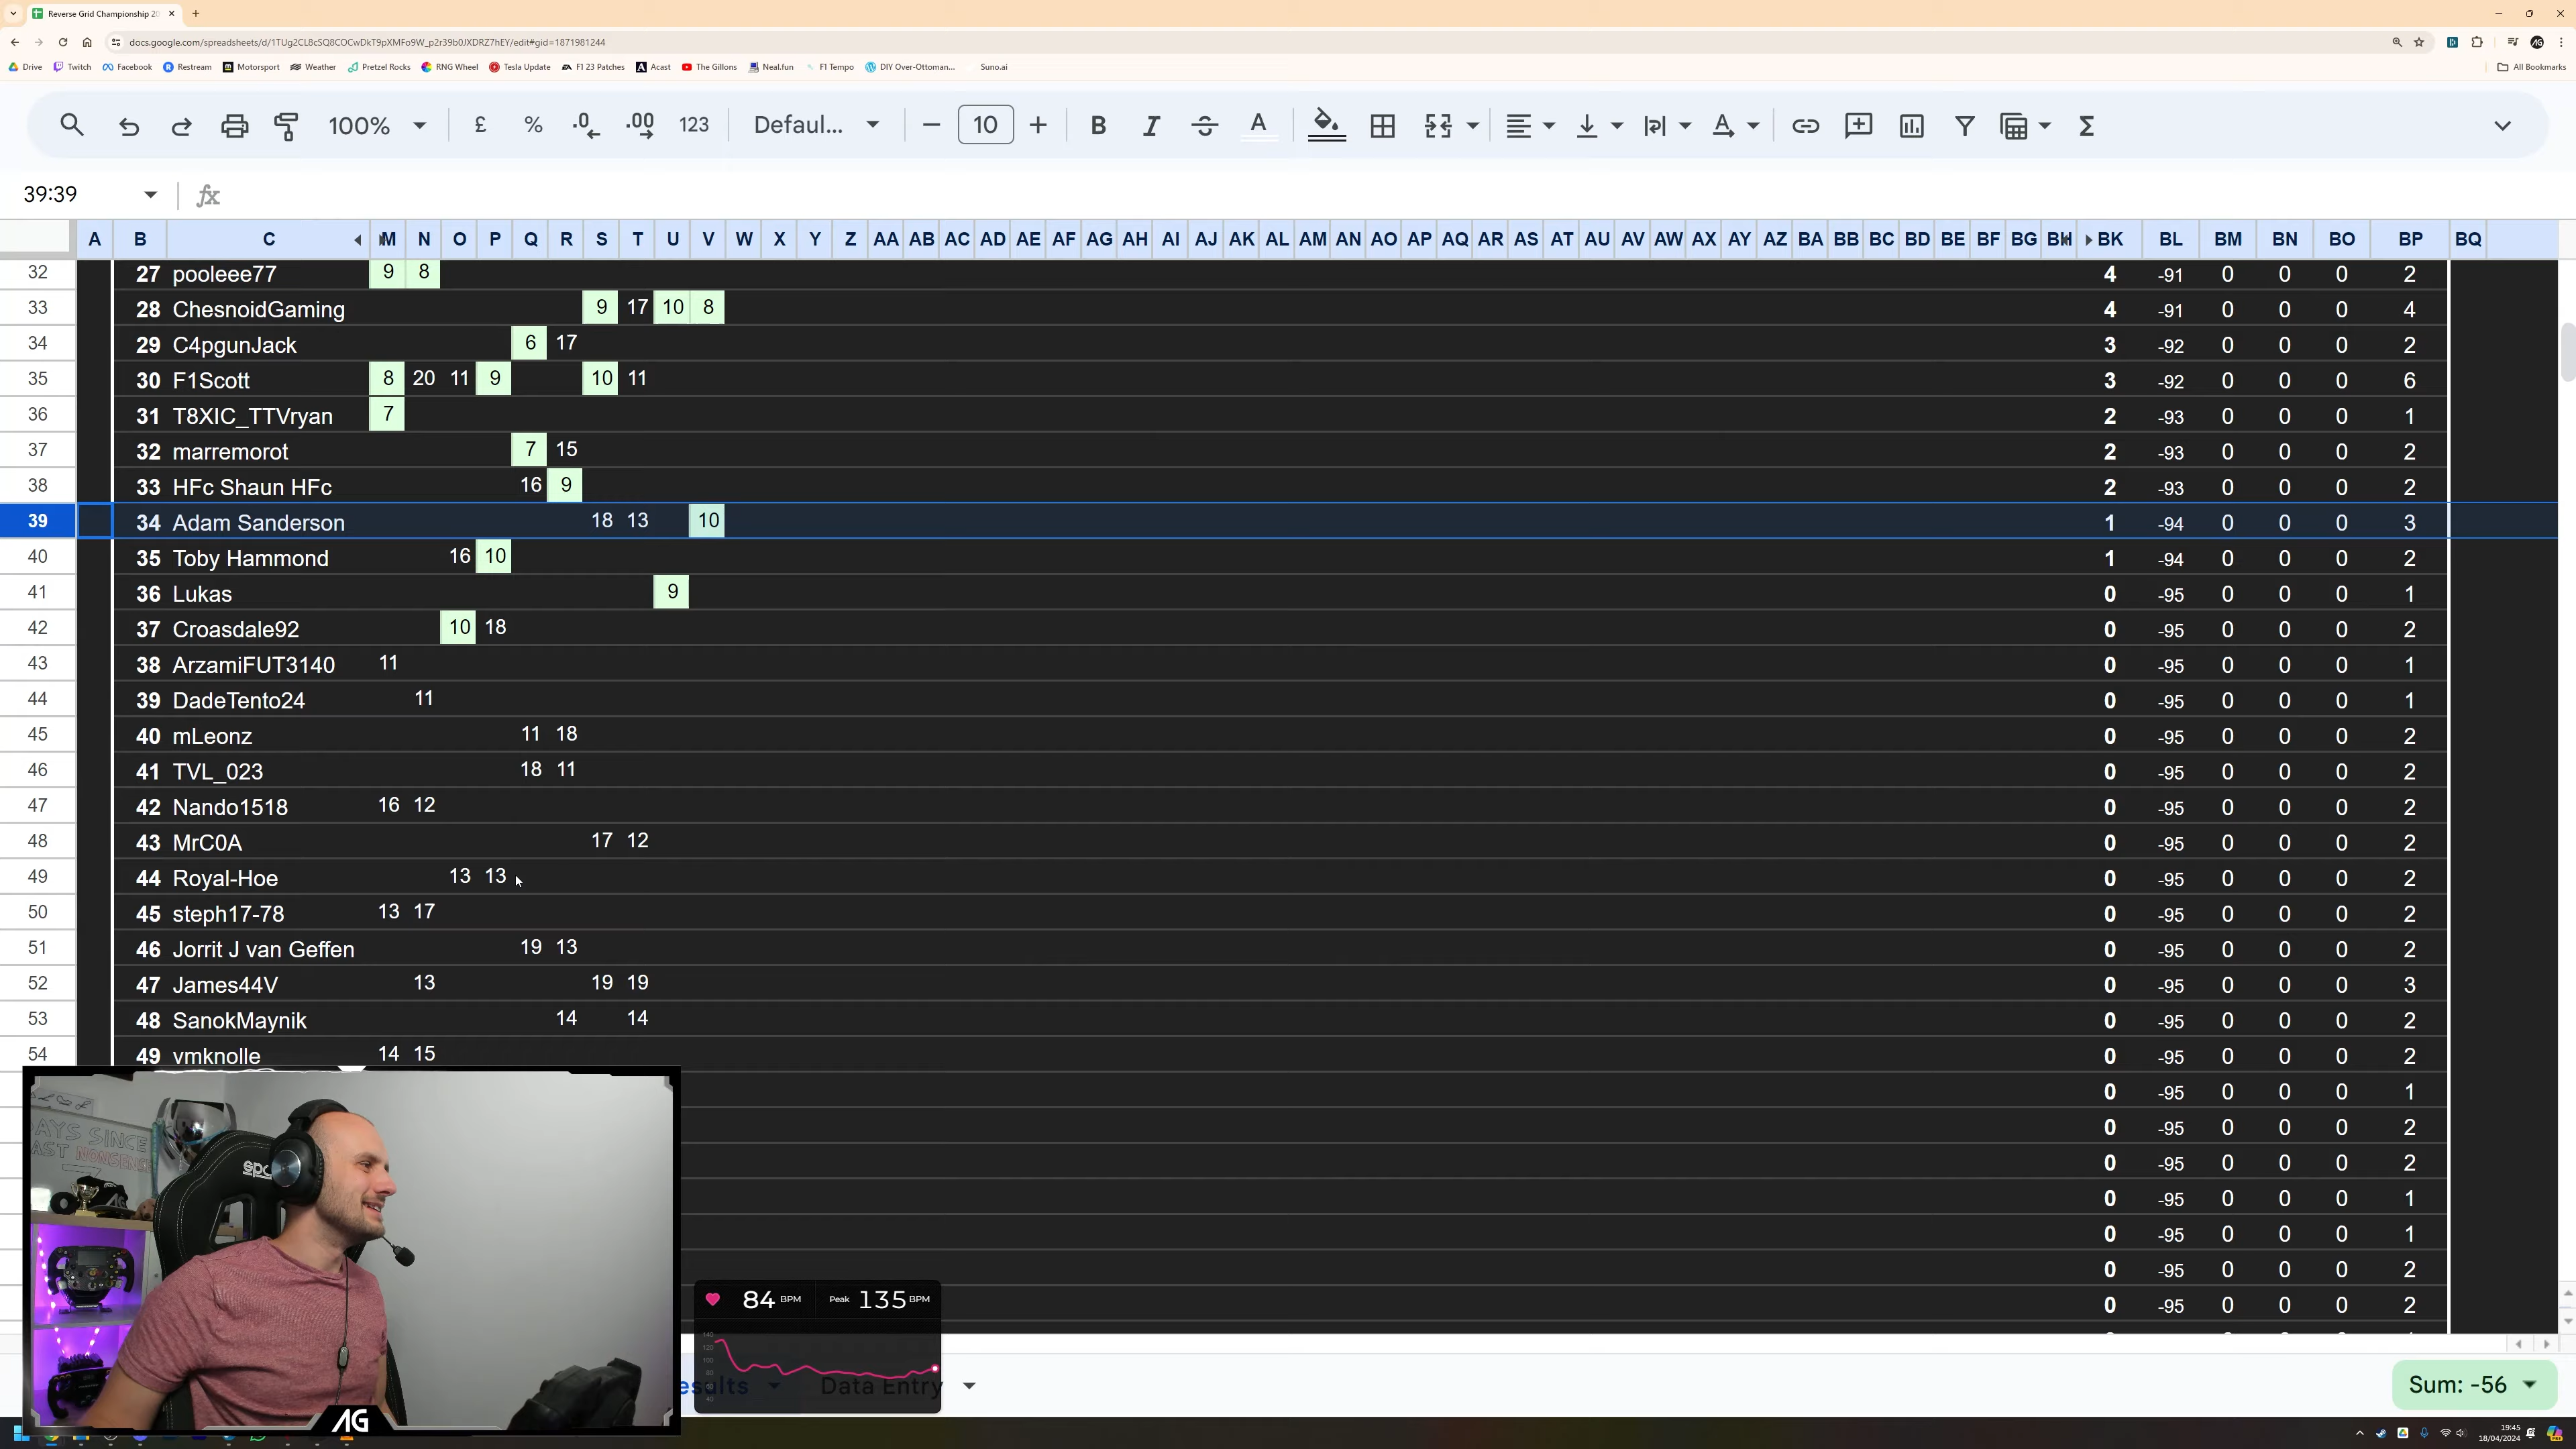 Reverse Grid Championship 20
docs.google.com/spreadsheets/d/1TUg2CL8cSQ8COCwDkT9pXMFo9W_p2r39b0JXDRZ7hEY/edit#gid=1871981244
Drive Twitch Facebook Restream Motorsport Weather Pretzel Rocks RNG Wheel Tesla Update F1 23 Patches Acast The Gillons Neal.fun F1 Tempo DIY Over-Ottoman... Suno.ai All Bookmarks
100% £ % .0 .00 123 Defaul... 10 B I A Σ
39:39 fx
A B C M N O P Q R S T U V W X Y Z AA AB AC AD AE AF AG AH AI AJ AK AL AM AN AO AP AQ AR AS AT AU AV AW AX AY AZ BA BB BC BD BE BF BG BH BK BL BM BN BO BP BQ
32 27 pooleee77 9 8 4 -91 0 0 0 2
33 28 ChesnoidGaming 9 17 10 8 4 -91 0 0 0 4
34 29 C4pgunJack 6 17 3 -92 0 0 0 2
35 30 F1Scott 8 20 11 9 10 11 3 -92 0 0 0 6
36 31 T8XIC_TTVryan 7 2 -93 0 0 0 1
37 32 marremorot 7 15 2 -93 0 0 0 2
38 33 HFc Shaun HFc 16 9 2 -93 0 0 0 2
39 34 Adam Sanderson 18 13 10 1 -94 0 0 0 3
40 35 Toby Hammond 16 10 1 -94 0 0 0 2
41 36 Lukas 9 0 -95 0 0 0 1
42 37 Croasdale92 10 18 0 -95 0 0 0 2
43 38 ArzamiFUT3140 11 0 -95 0 0 0 1
44 39 DadeTento24 11 0 -95 0 0 0 1
45 40 mLeonz 11 18 0 -95 0 0 0 2
46 41 TVL_023 18 11 0 -95 0 0 0 2
47 42 Nando1518 16 12 0 -95 0 0 0 2
48 43 MrC0A 17 12 0 -95 0 0 0 2
49 44 Royal-Hoe 13 13 0 -95 0 0 0 2
50 45 steph17-78 13 17 0 -95 0 0 0 2
51 46 Jorrit J van Geffen 19 13 0 -95 0 0 0 2
52 47 James44V 13 19 19 0 -95 0 0 0 3
53 48 SanokMaynik 14 14 0 -95 0 0 0 2
54 49 vmknolle 14 15 0 -95 0 0 0 2
0 -95 0 0 0 1
0 -95 0 0 0 2
0 -95 0 0 0 2
0 -95 0 0 0 1
0 -95 0 0 0 1
0 -95 0 0 0 2
0 -95 0 0 0 2
DAYS SINCE
LAST NONSENSE
AG
84 BPM Peak 135 BPM
140
120
100
80
60
40
Data Entry
Sum: -56
AG
19:45
18/04/2024